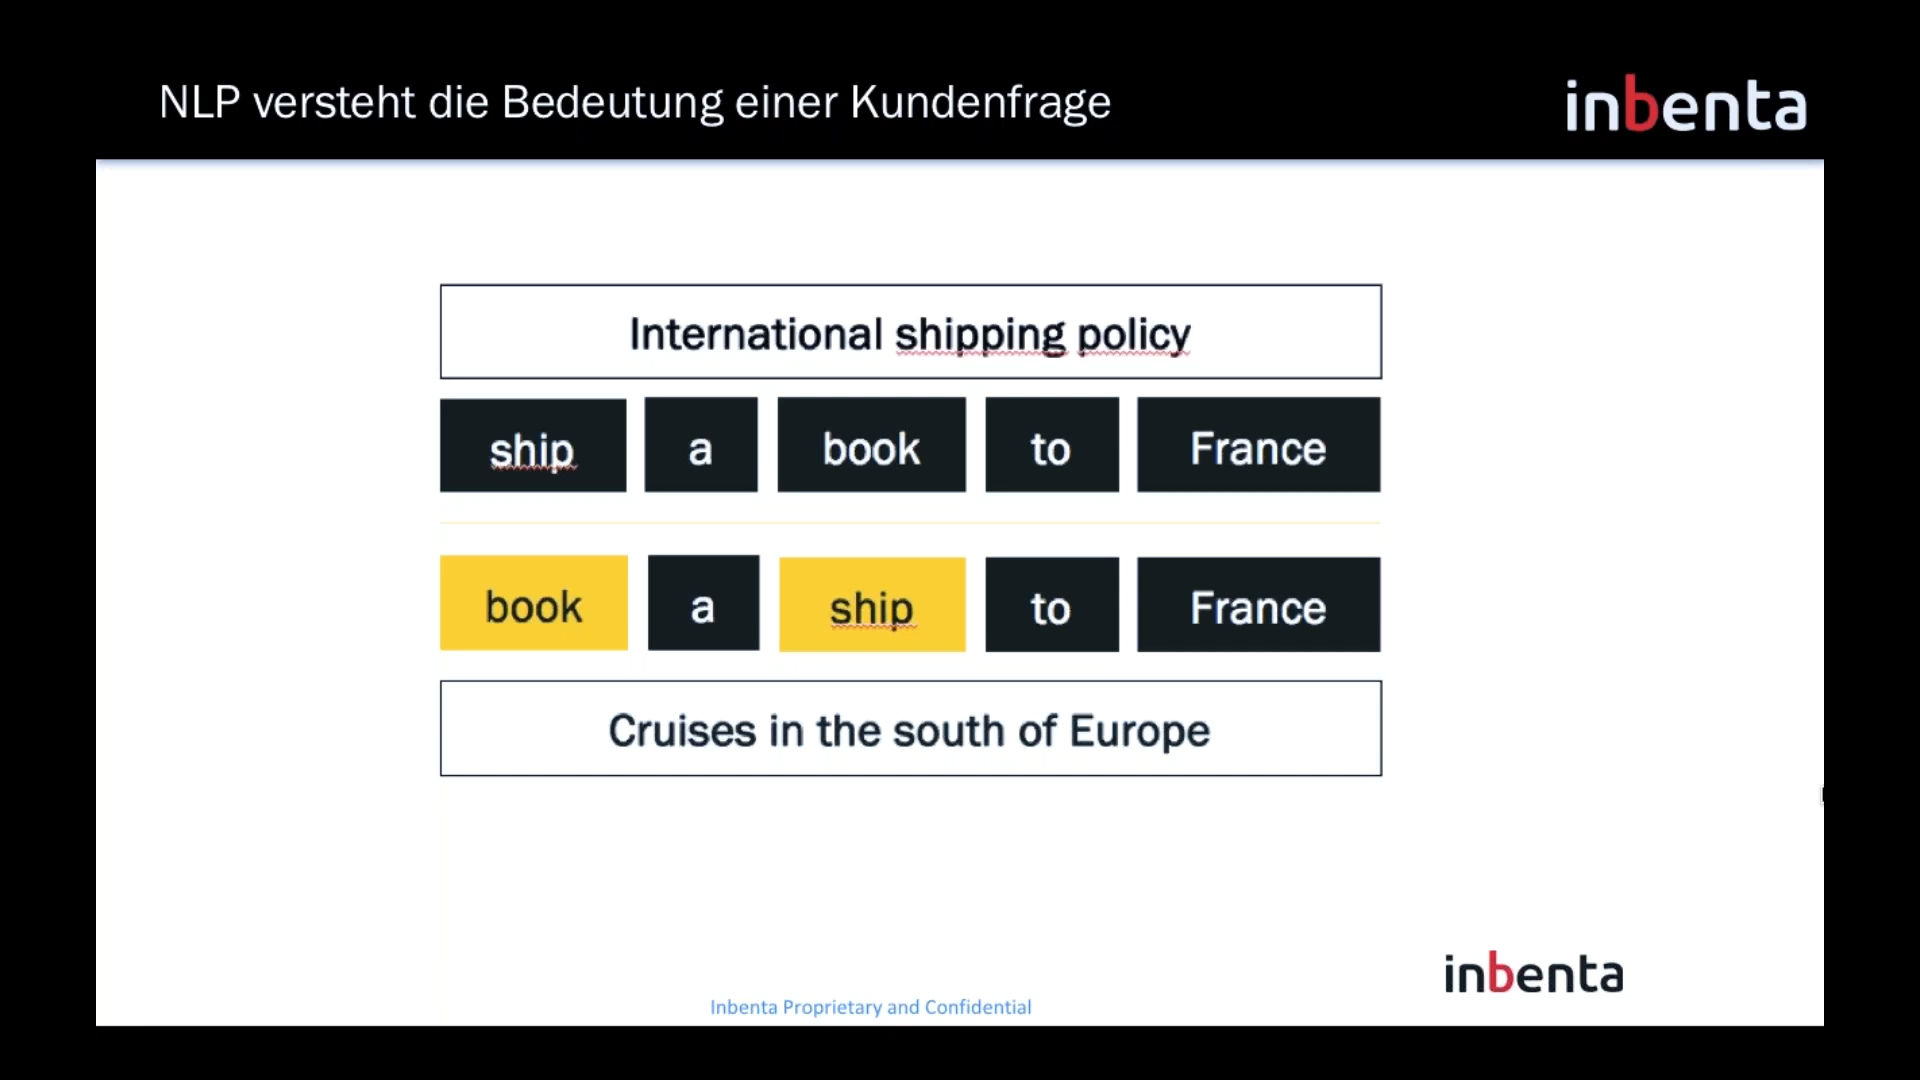 NLP versteht die Bedeutung einer Kundenfrage
inbenta
International shipping policy
ship a book to France
book a ship to France
Cruises in the south of Europe
inbenta
Inbenta Proprietary and Confidential